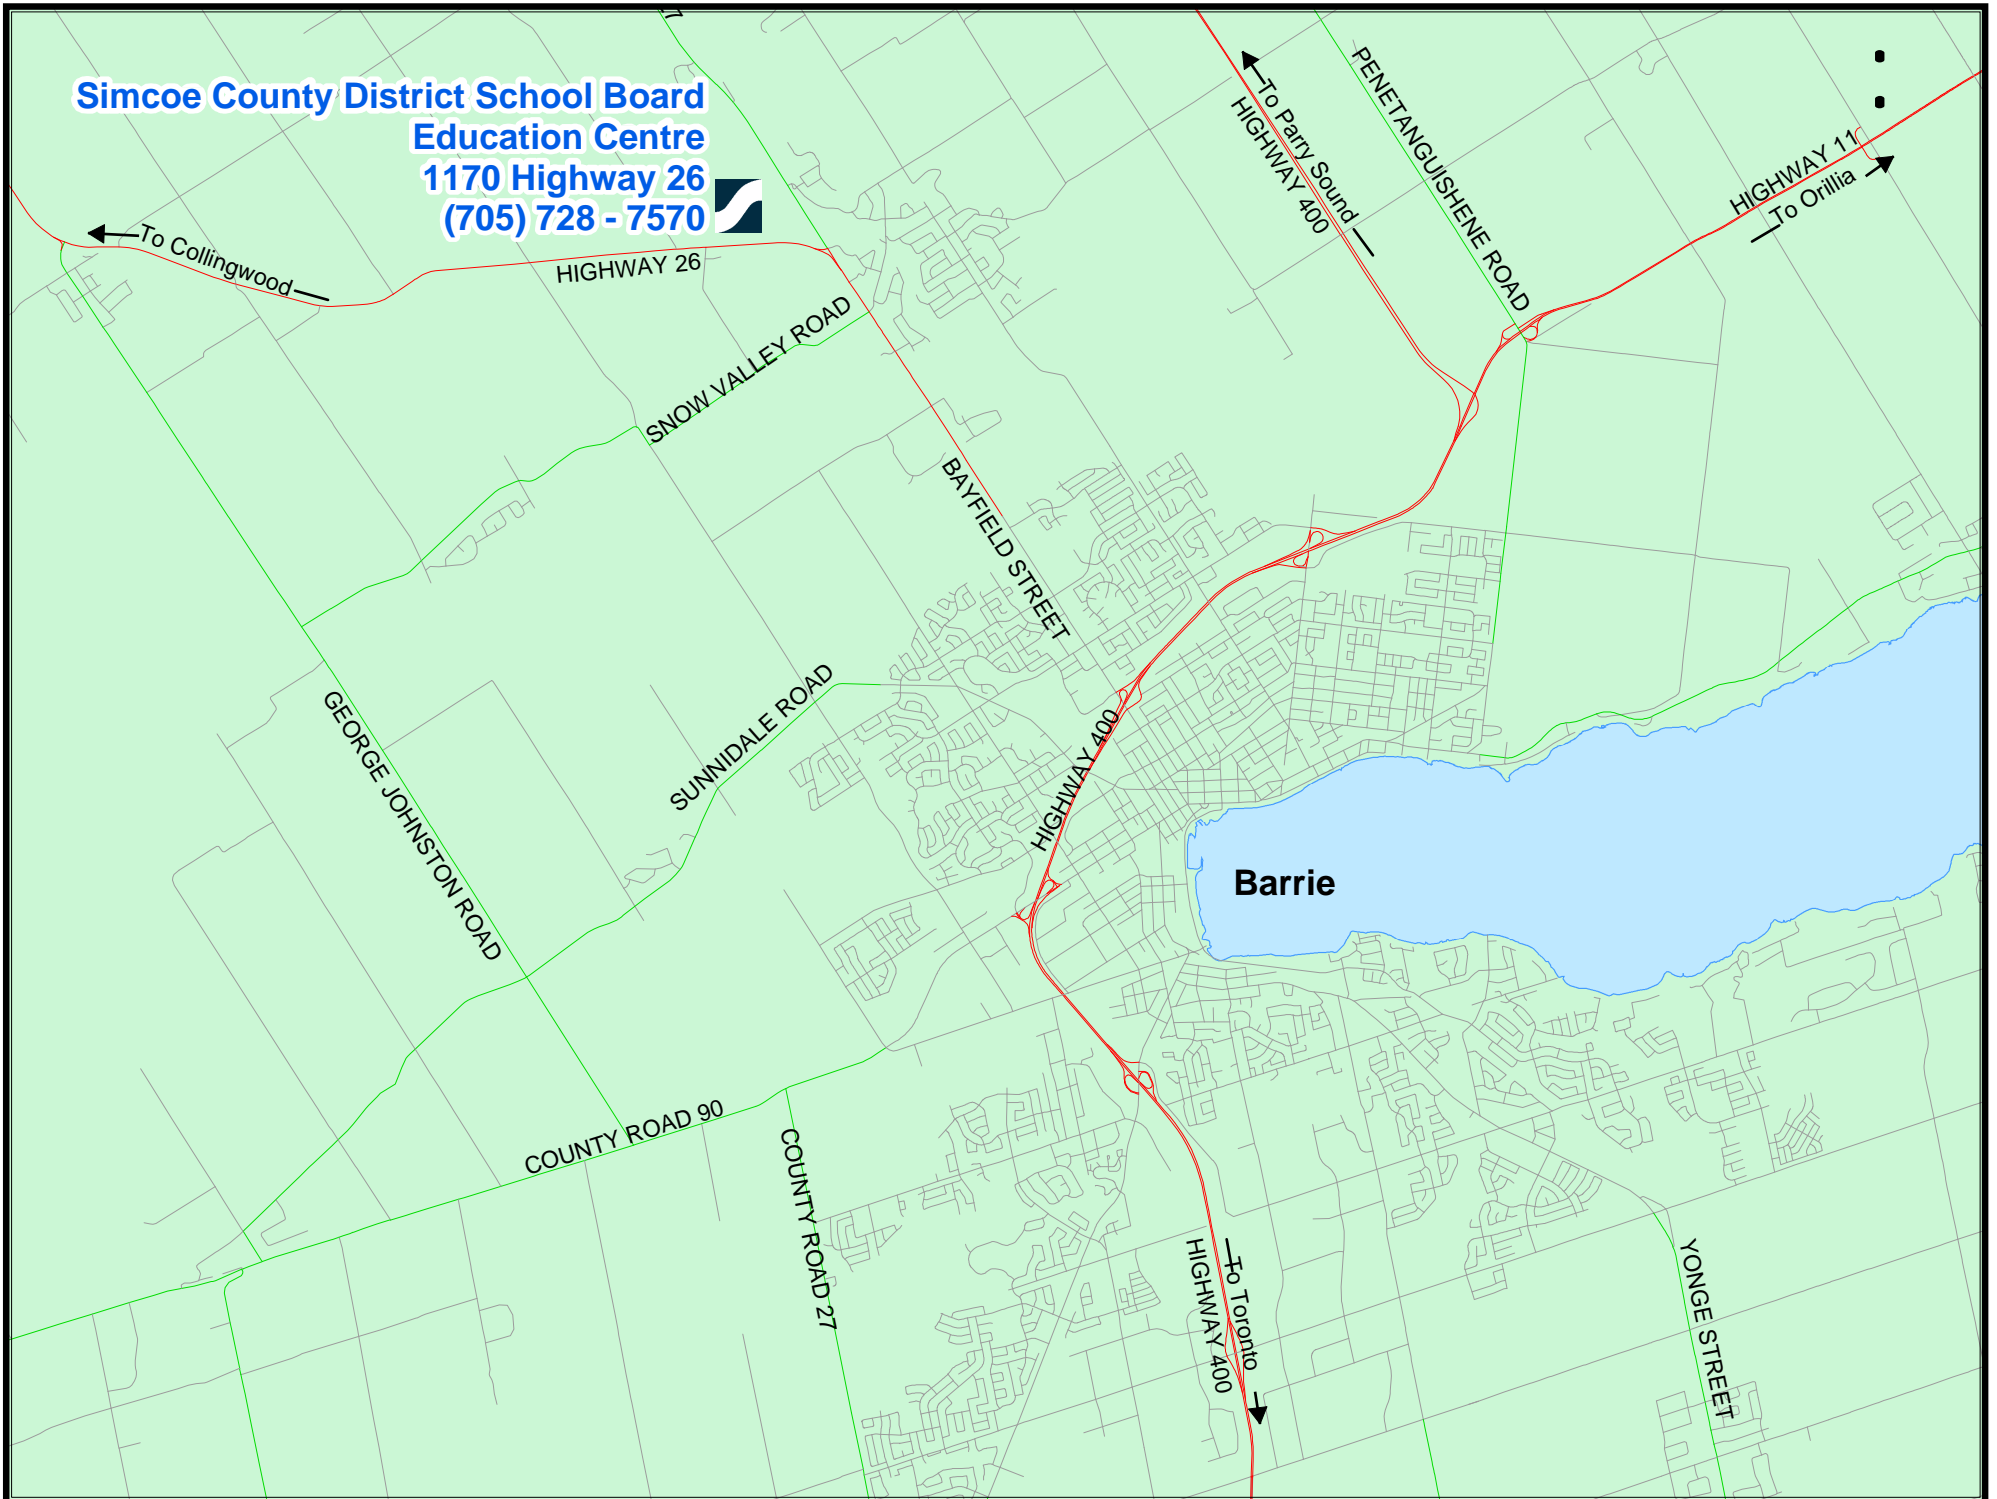 7
Simcoe County District School Board
Education Centre
1170 Highway 26
(705) 728 - 7570
To Parry Sound
HIGHWAY 400
PENETANGUISHENE ROAD
HIGHWAY 11
To Orillia
To Collingwood
HIGHWAY 26
SNOW VALLEY ROAD
BAYFIELD STREET
SUNNIDALE ROAD
GEORGE JOHNSTON ROAD
HIGHWAY 400
Barrie
COUNTY ROAD 90
COUNTY ROAD 27
To Toronto
HIGHWAY 400
YONGE STREET